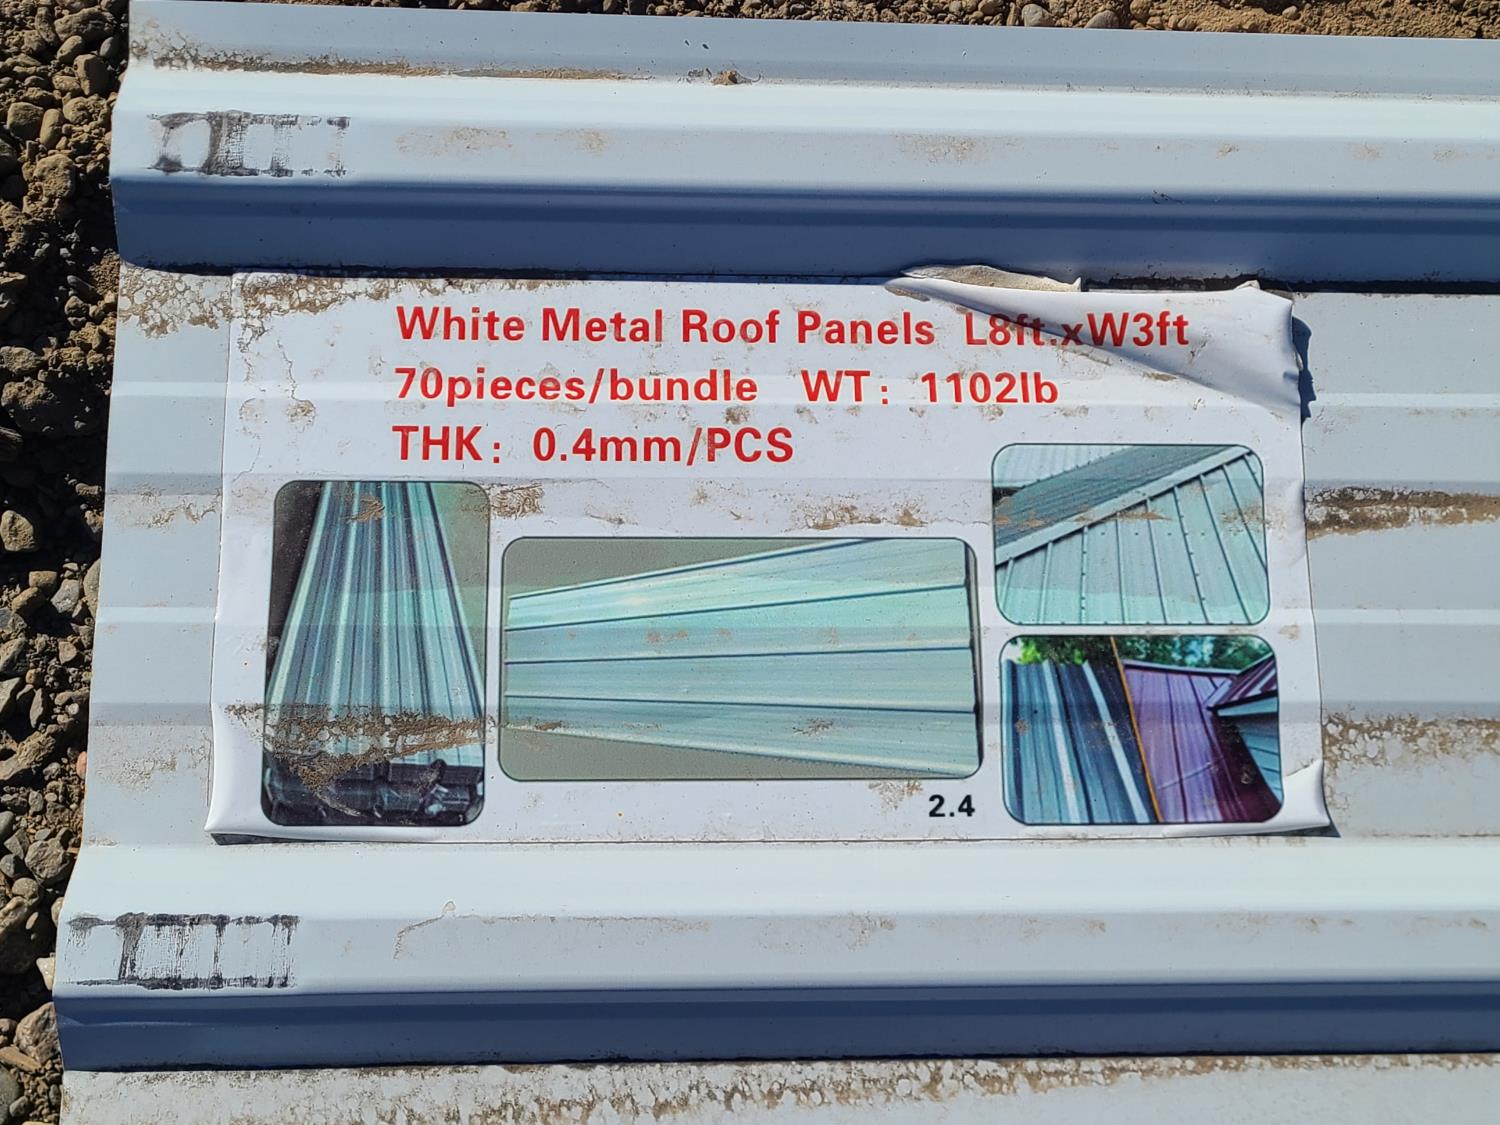 White Metal Roof Panels L8ft.xW3ft
70pieces/bundle WT: 1102lb
THK: 0.4mm/PCS
2.4